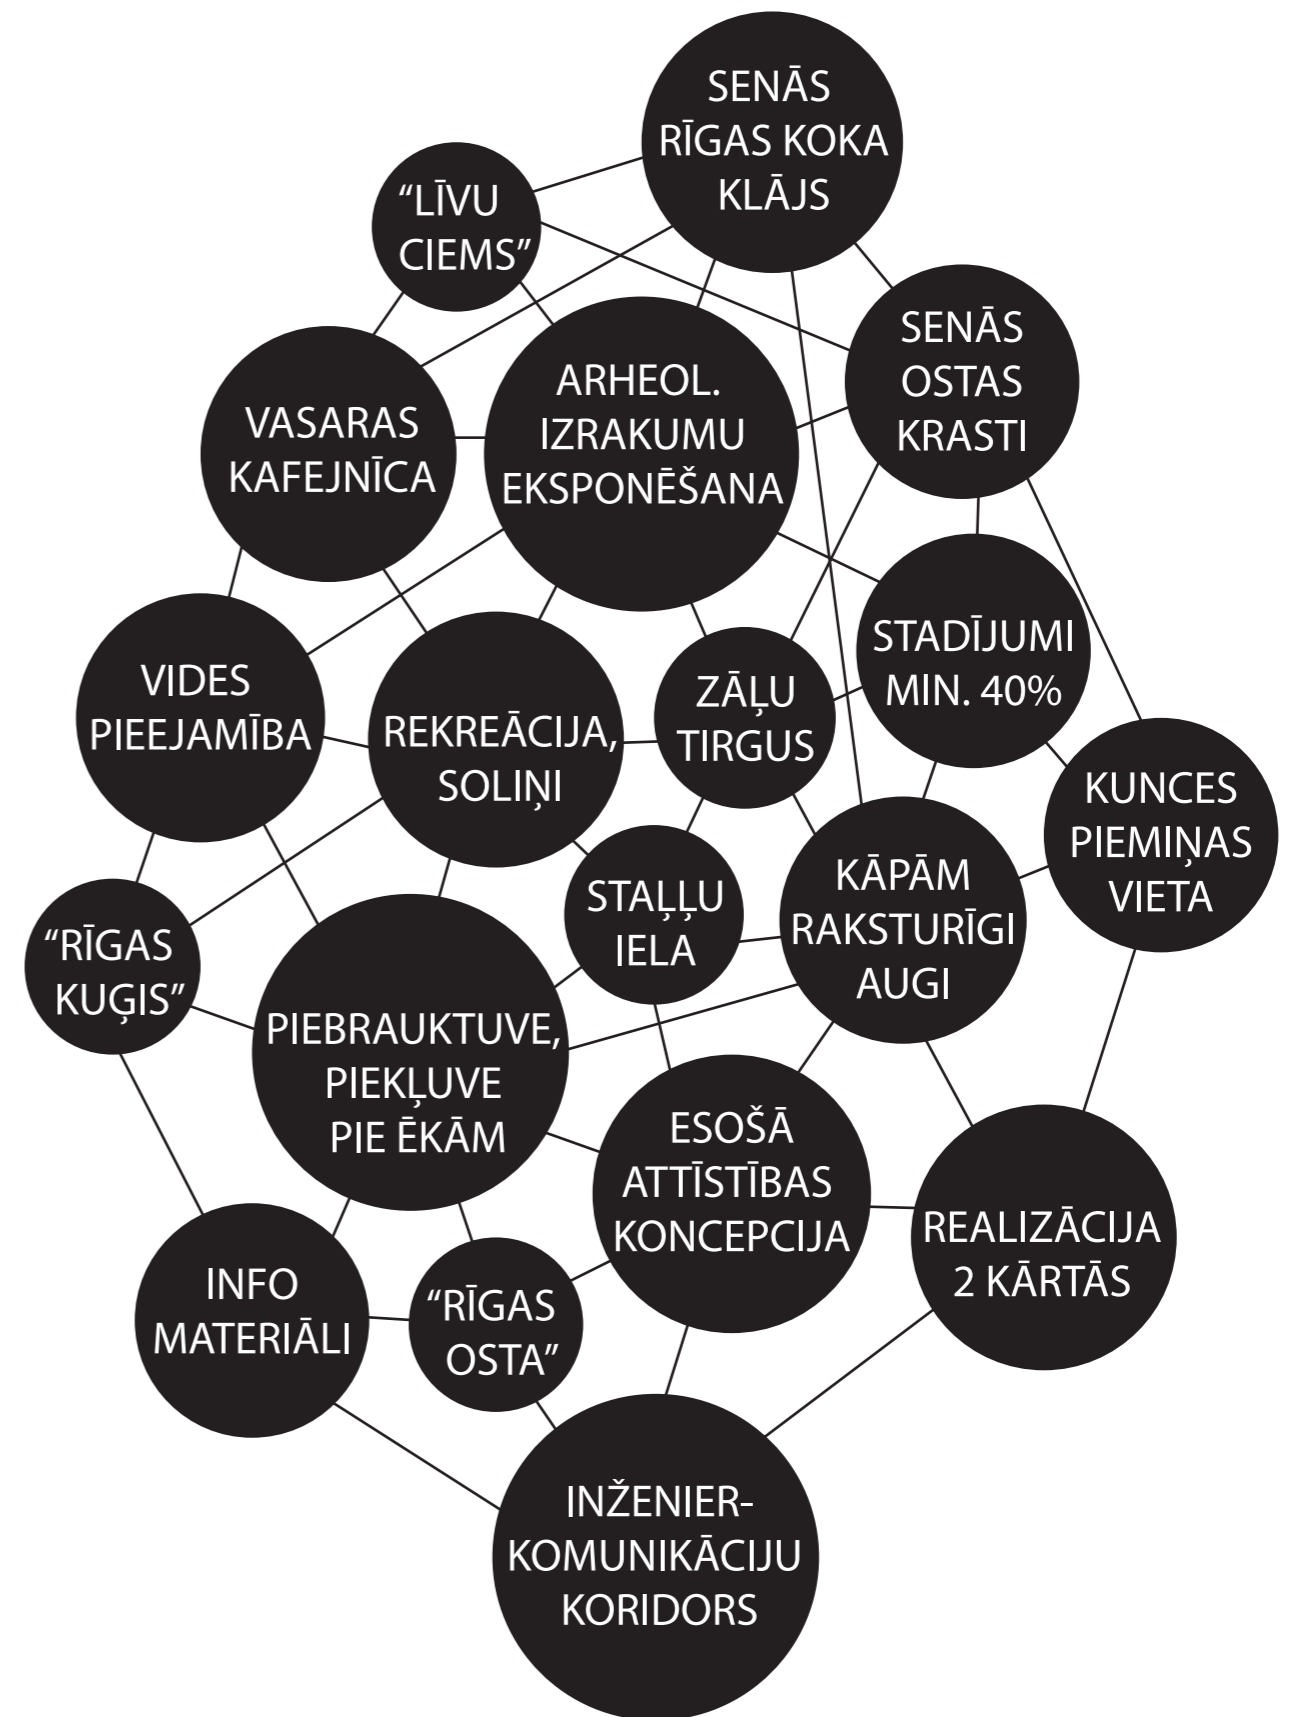 SENĀS
RĪGAS KOKA
KLĀJS
“LĪVU
CIEMS”
SENĀS
OSTAS
KRASTI
ARHEOL.
IZRAKUMU
EKSPONĒŠANA
VASARAS
KAFEJNĪCA
STADĪJUMI
MIN. 40%
VIDES
PIEEJAMĪBA
REKREĀCIJA,
SOLIŅI
ZĀĻU
TIRGUS
KUNCES
PIEMIŅAS
VIETA
STAĻĻU
IELA
KĀPĀM
RAKSTURĪGI
AUGI
“RĪGAS
KUĢIS”
PIEBRAUKTUVE,
PIEKĻUVE
PIE ĒKĀM
ESOŠĀ
ATTĪSTĪBAS
KONCEPCIJA
REALIZĀCIJA
2 KĀRTĀS
INFO
MATERIĀLI
“RĪGAS
OSTA”
INŽENIER-
KOMUNIKĀCIJU
KORIDORS